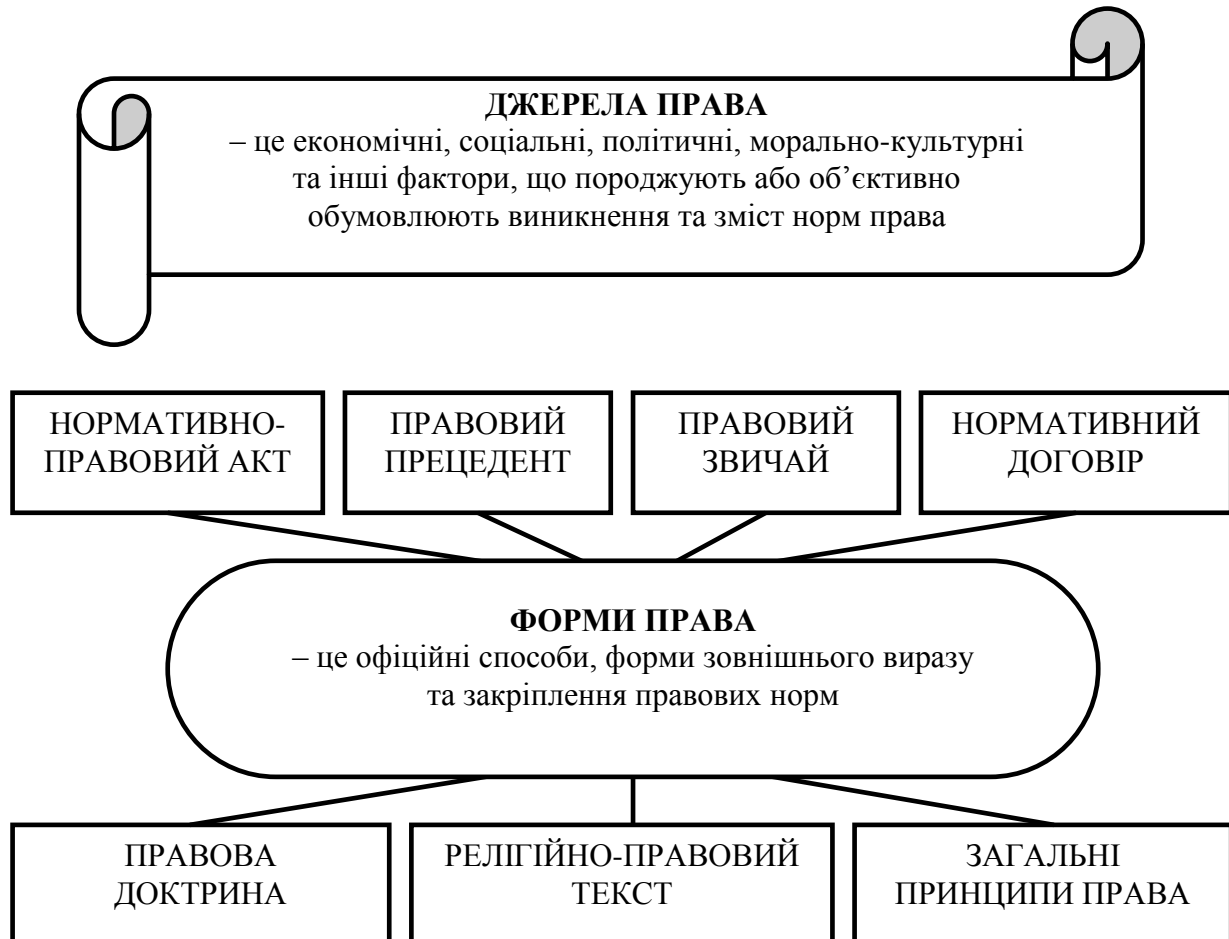 ДЖЕРЕЛА ПРАВА
– це економічні, соціальні, політичні, морально-культурні
та інші фактори, що породжують або об’єктивно
обумовлюють виникнення та зміст норм права
НОРМАТИВНО-
ПРАВОВИЙ АКТ
ПРАВОВИЙ
ПРЕЦЕДЕНТ
ПРАВОВИЙ
ЗВИЧАЙ
НОРМАТИВНИЙ
ДОГОВІР
ФОРМИ ПРАВА
– це офіційні способи, форми зовнішнього виразу
та закріплення правових норм
ПРАВОВА
ДОКТРИНА
РЕЛІГІЙНО-ПРАВОВИЙ
ТЕКСТ
ЗАГАЛЬНІ
ПРИНЦИПИ ПРАВА